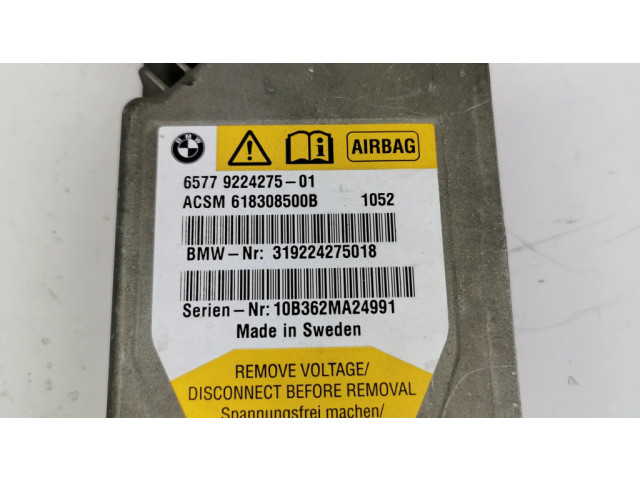 BMW
AIRBAG
6577 9224275-01
ACSM 618308500B 1052
BMW-Nr: 319224275018
Serien-Nr: 10B362MA24991
Made in Sweden
REMOVE VOLTAGE/
DISCONNECT BEFORE REMOVAL
Spannungsfrei machen/